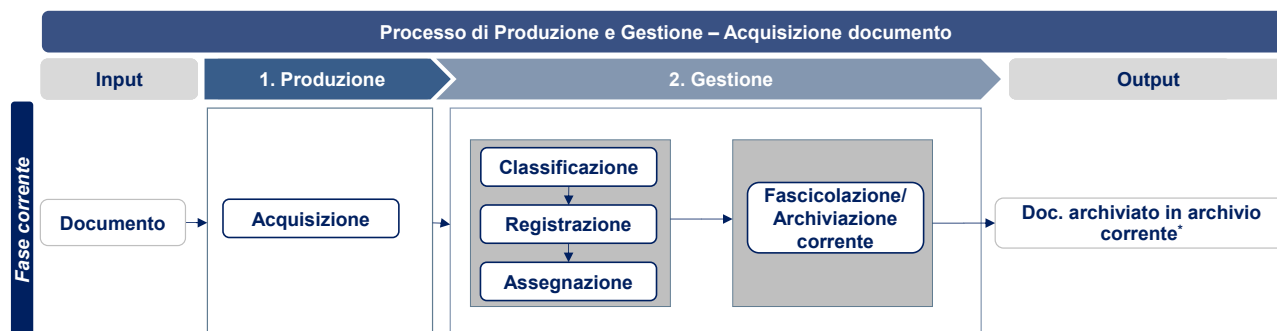 Processo di Produzione e Gestione – Acquisizione documento
Input
1. Produzione
2. Gestione
Output
Fase corrente
Documento
Acquisizione
Classificazione
Registrazione
Assegnazione
Fascicolazione/
Archiviazione
corrente
Doc. archiviato in archivio
corrente*